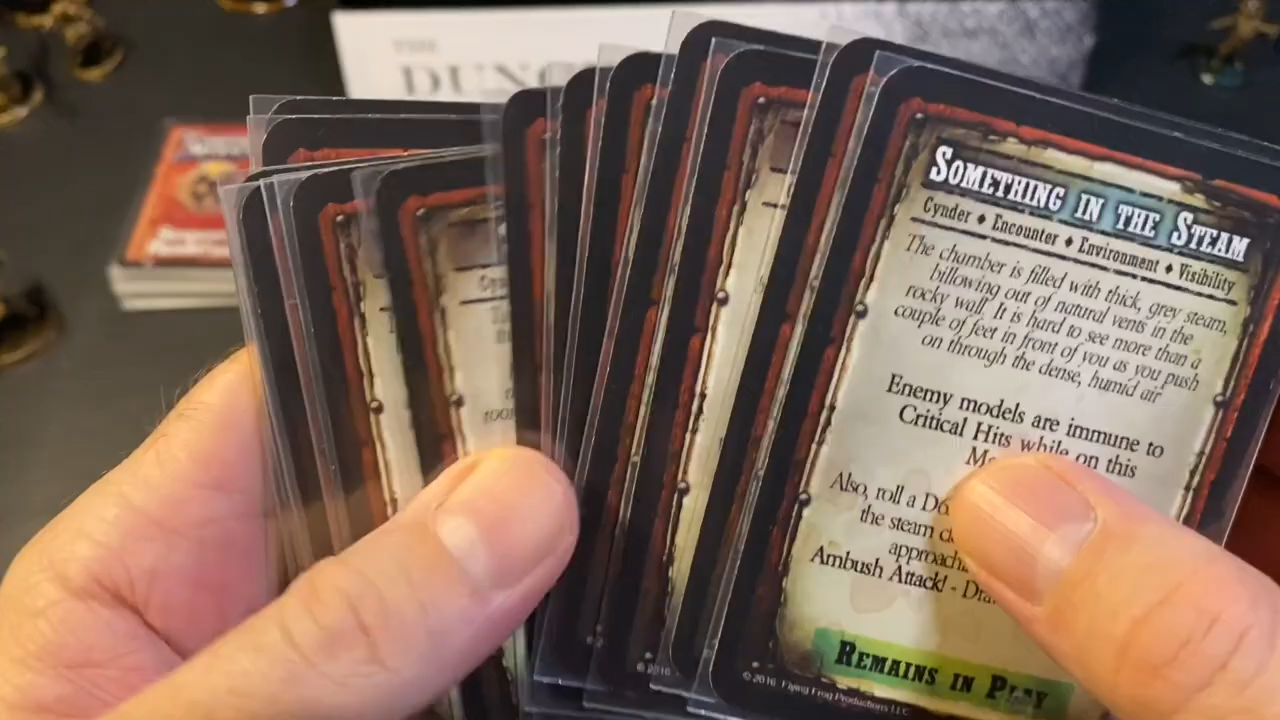 THE
SOMETHING IN THE STEAM
Cynder ♦ Encounter ♦ Environment ♦ Visibility
The chamber is filled with thick, grey steam,
billowing out of natural vents in the
rocky wall. It is hard to see more than a
couple of feet in front of you as you push
on through the dense, humid air
Enemy models are immune to
Critical Hits while on this
Also, roll a
the steam
Ambush Attack! -
REMAINS IN PLAY
© 2016 Flying Frog Productions LLC
© 2016